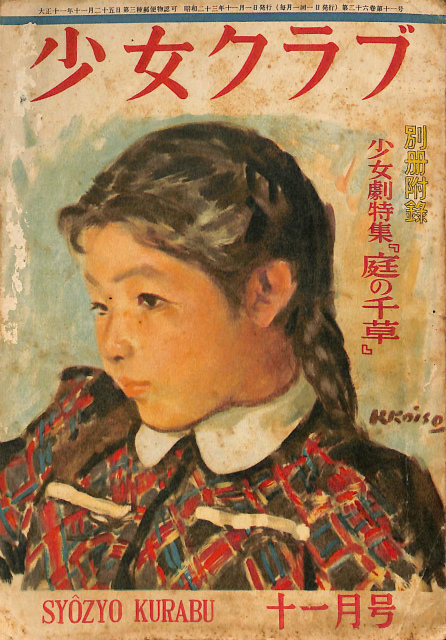 大正十一年十一月二十五日第三種郵便物認可 昭和二十三年十一月一日発行(毎月一回一日発行)第二十六巻第十一号
少女クラブ
別册附錄
少女劇特集『庭の千草』
K Koiso
SYÔZYO KURABU
十一月号